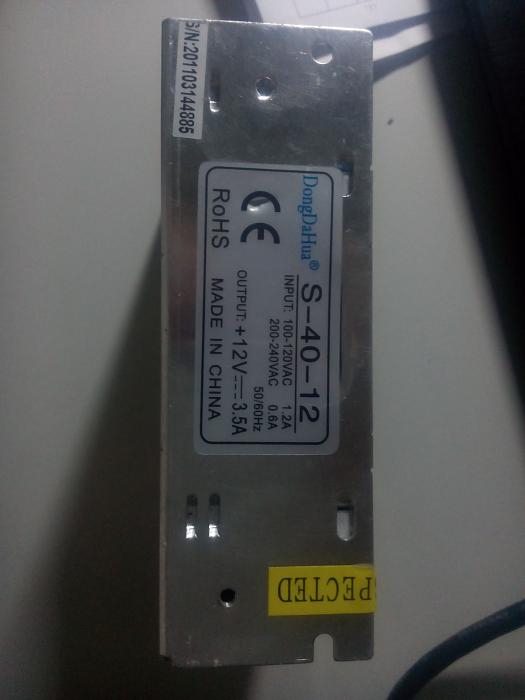 S/N:201103144885
DongDaHua®
S-40-12
INPUT: 100-120VAC 1.2A
200-240VAC 0.6A
50/60Hz
OUTPUT: +12V⎓3.5A
CE
RoHS MADE IN CHINA
PECTED